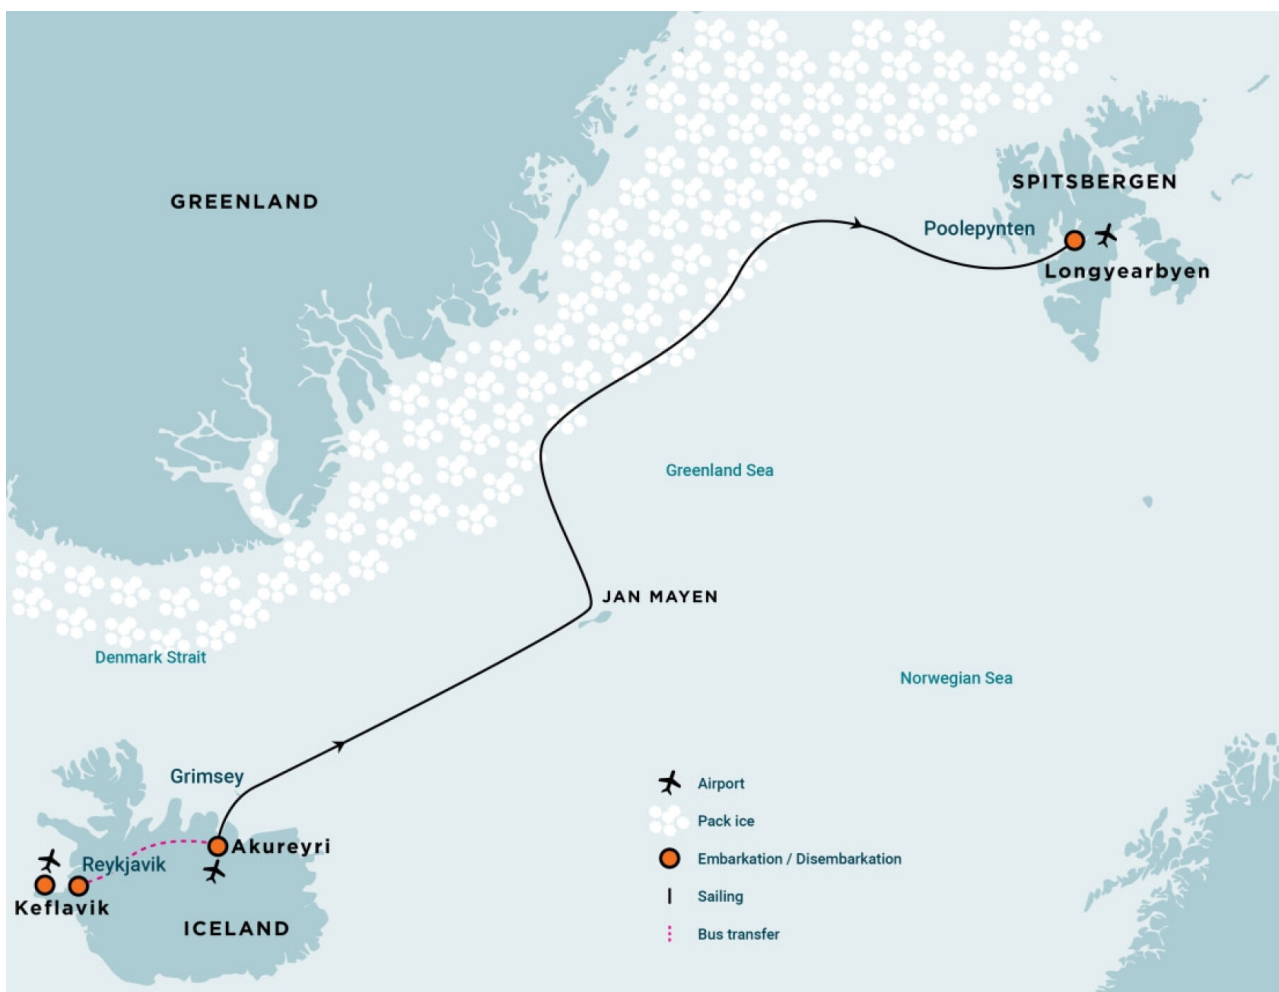 GREENLAND
SPITSBERGEN
Poolepynten
Longyearbyen
Greenland Sea
JAN MAYEN
Denmark Strait
Norwegian Sea
Grimsey
Akureyri
Reykjavik
Keflavik
ICELAND
Airport
Pack ice
Embarkation / Disembarkation
Sailing
Bus transfer